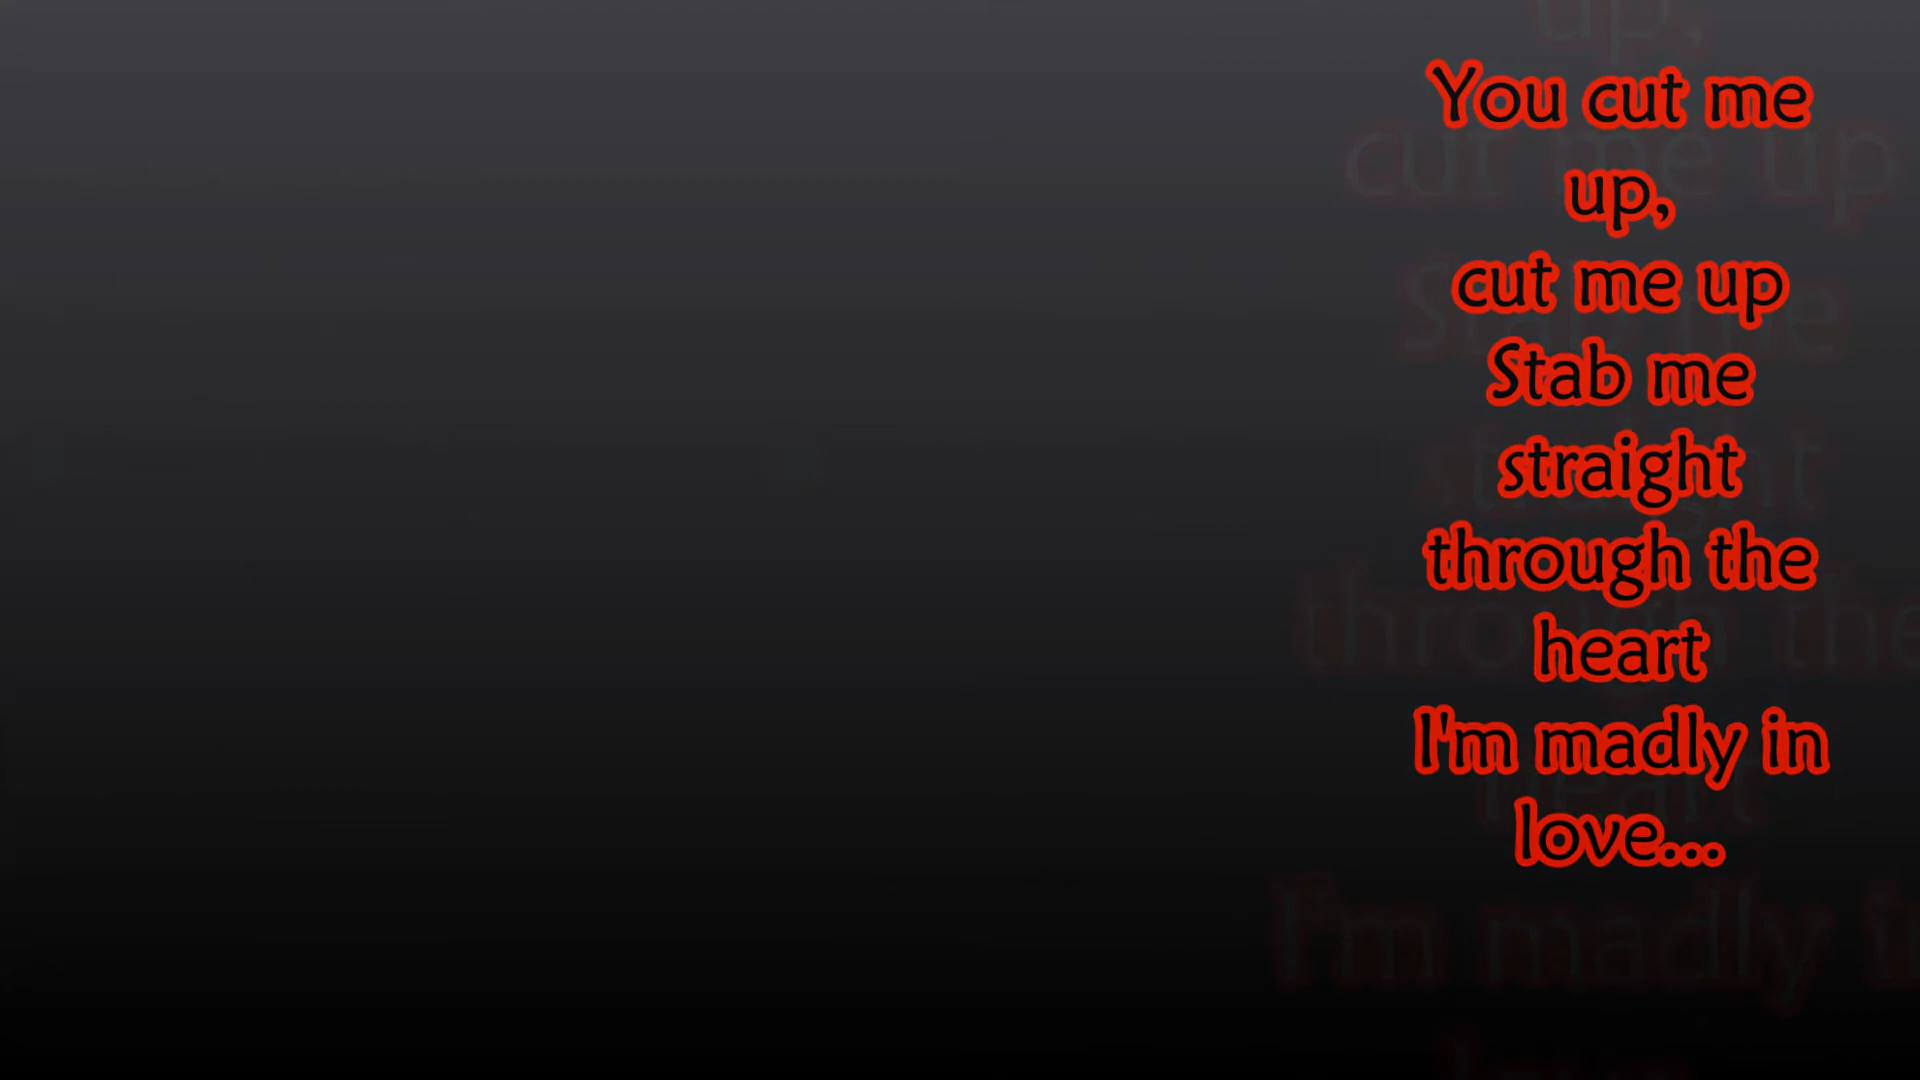 You cut me
up,
cut me up
Stab me
straight
through the
heart
I'm madly in
love...